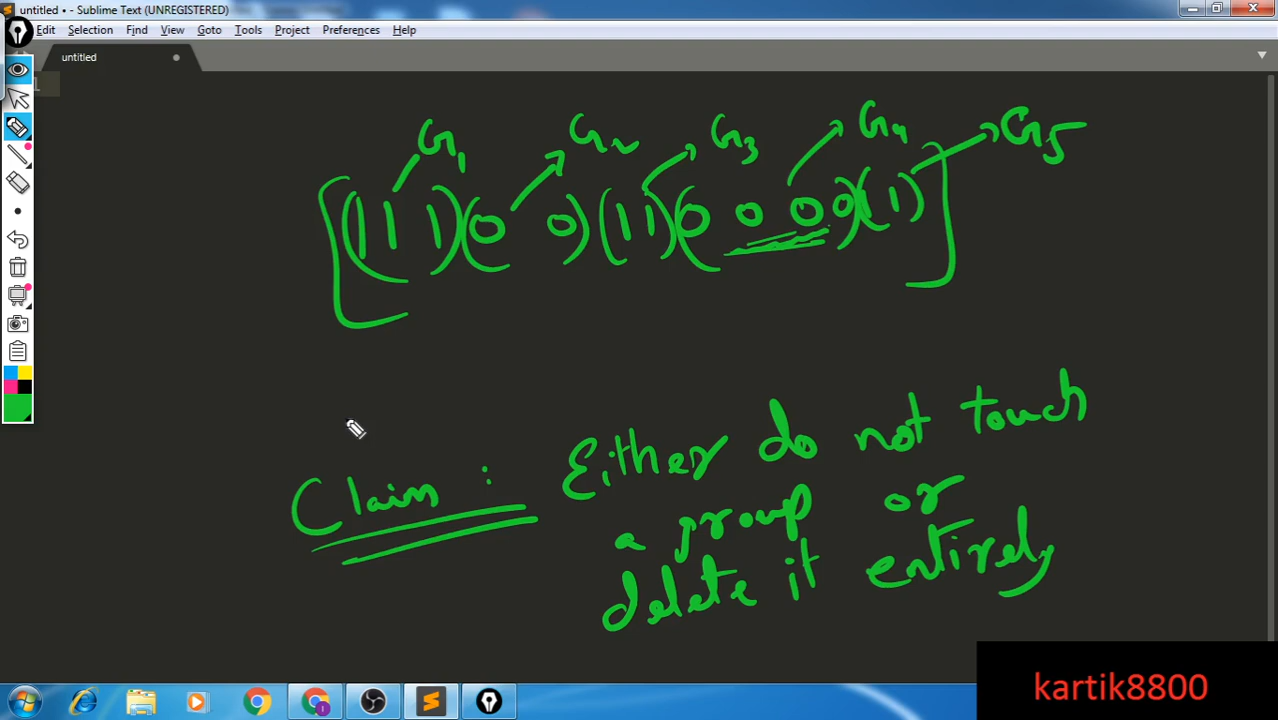 untitled • - Sublime Text (UNREGISTERED)
Edit Selection Find View Goto Tools Project Preferences Help
untitled
1
G1 G2 G3 G4 G5
[(1 1 1)(0 0)(1 1)(0 0 0 0)(1)]
Claim : Either do not touch
a group or
delete it entirely
kartik8800